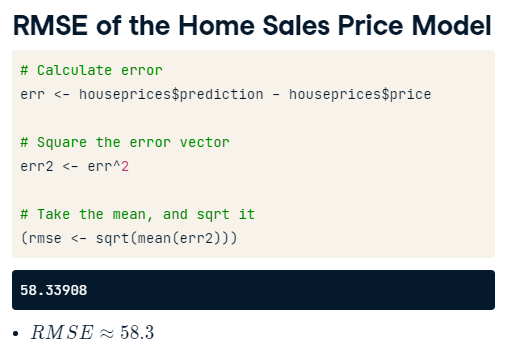 RMSE of the Home Sales Price Model
# Calculate error
err <- houseprices$prediction - houseprices$price
# Square the error vector
err2 <- err^2
# Take the mean, and sqrt it
(rmse <- sqrt(mean(err2)))
58.33908
• RMSE ≈ 58.3